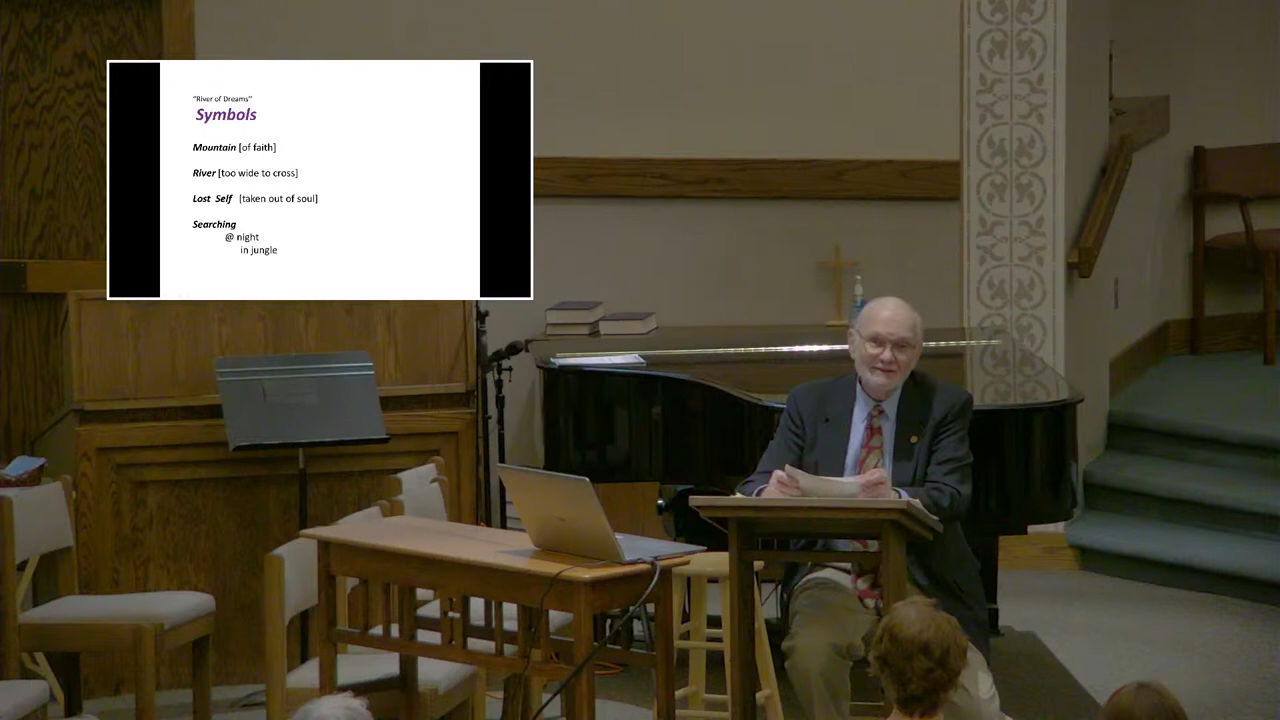 "River of Dreams"
Symbols
Mountain [of faith]
River [too wide to cross]
Lost Self [taken out of soul]
Searching
@ night
in jungle